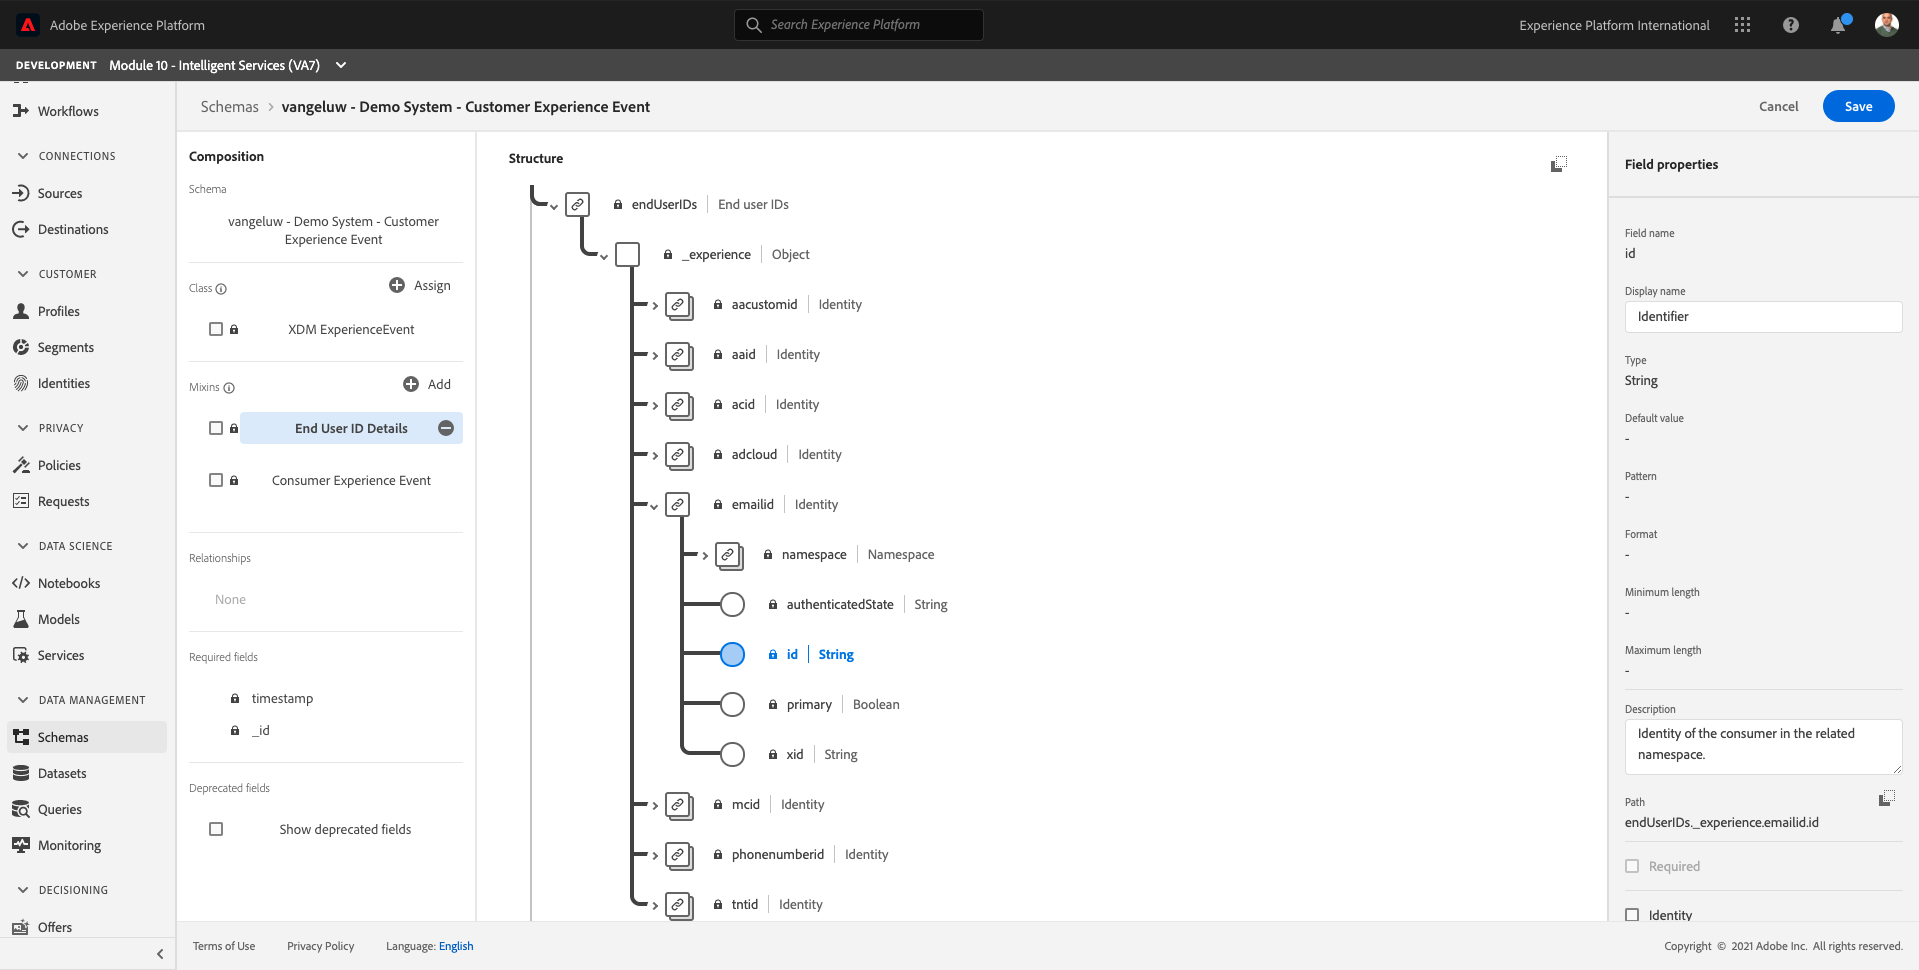 Adobe Experience Platform
Search Experience Platform
Experience Platform International
DEVELOPMENT Module 10 - Intelligent Services (VA7)
Workflows
CONNECTIONS
Sources
Destinations
CUSTOMER
Profiles
Segments
Identities
PRIVACY
Policies
Requests
DATA SCIENCE
Notebooks
Models
Services
DATA MANAGEMENT
Schemas
Datasets
Queries
Monitoring
DECISIONING
Offers
Schemas > vangeluw - Demo System - Customer Experience Event
Cancel
Save
Composition
Schema
vangeluw - Demo System - Customer
Experience Event
Class
Assign
XDM ExperienceEvent
Mixins
Add
End User ID Details
Consumer Experience Event
Relationships
None
Required fields
timestamp
_id
Deprecated fields
Show deprecated fields
Structure
endUserIDs | End user IDs
_experience | Object
aacustomid | Identity
aaid | Identity
acid | Identity
adcloud | Identity
emailid | Identity
namespace | Namespace
authenticatedState | String
id | String
primary | Boolean
xid | String
mcid | Identity
phonenumberid | Identity
tntid | Identity
Field properties
Field name
id
Display name
Identifier
Type
String
Default value
-
Pattern
-
Format
-
Minimum length
-
Maximum length
-
Description
Identity of the consumer in the related
namespace.
Path
endUserIDs._experience.emailid.id
Required
Identity
Terms of Use
Privacy Policy
Language: English
Copyright © 2021 Adobe Inc. All rights reserved.